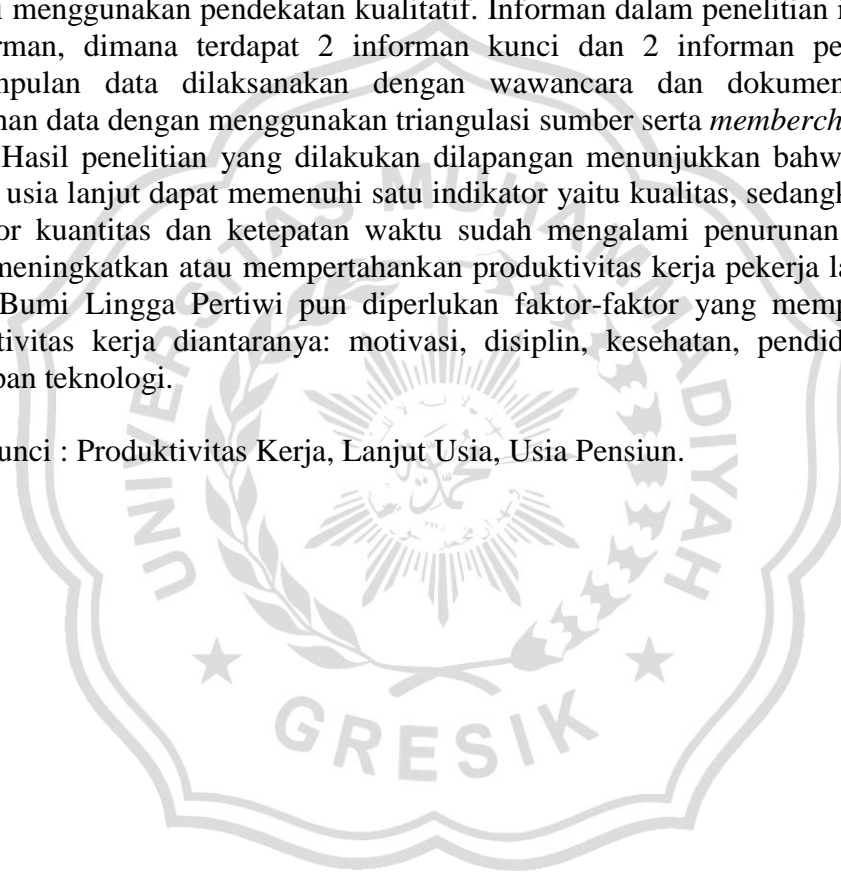 i menggunakan pendekatan kualitatif. Informan dalam penelitian
rman, dimana terdapat 2 informan kunci dan 2 informan pe
mpulan data dilaksanakan dengan wawancara dan dokumen
nan data dengan menggunakan triangulasi sumber serta memberch
Hasil penelitian yang dilakukan dilapangan menunjukkan bahw
usia lanjut dapat memenuhi satu indikator yaitu kualitas, sedangk
or kuantitas dan ketepatan waktu sudah mengalami penurunan
meningkatkan atau mempertahankan produktivitas kerja pekerja la
Bumi Lingga Pertiwi pun diperlukan faktor-faktor yang memp
tivitas kerja diantaranya: motivasi, disiplin, kesehatan, pendid
pan teknologi.
unci : Produktivitas Kerja, Lanjut Usia, Usia Pensiun.
UNIVERSITAS MUHAMMADIYAH
GRESIK